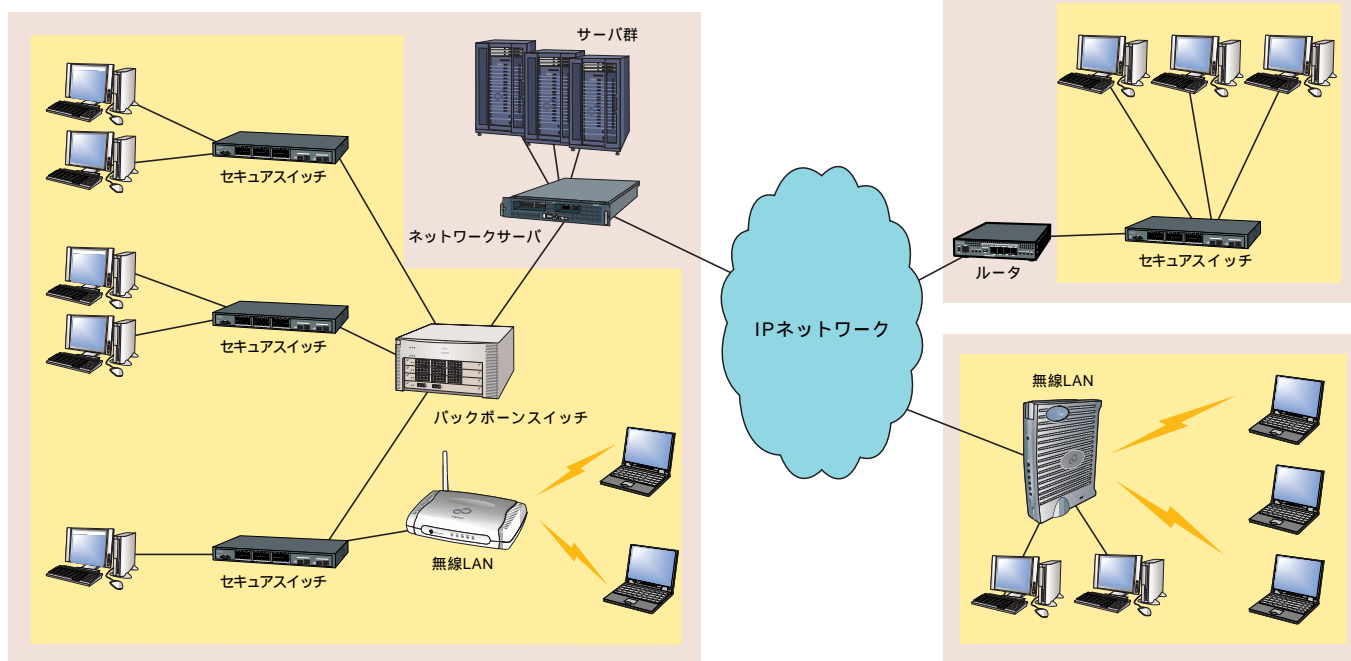 サーバ群
セキュアスイッチ
ネットワークサーバ
セキュアスイッチ
ルータ
セキュアスイッチ
IPネットワーク
無線LAN
バックボーンスイッチ
無線LAN
セキュアスイッチ